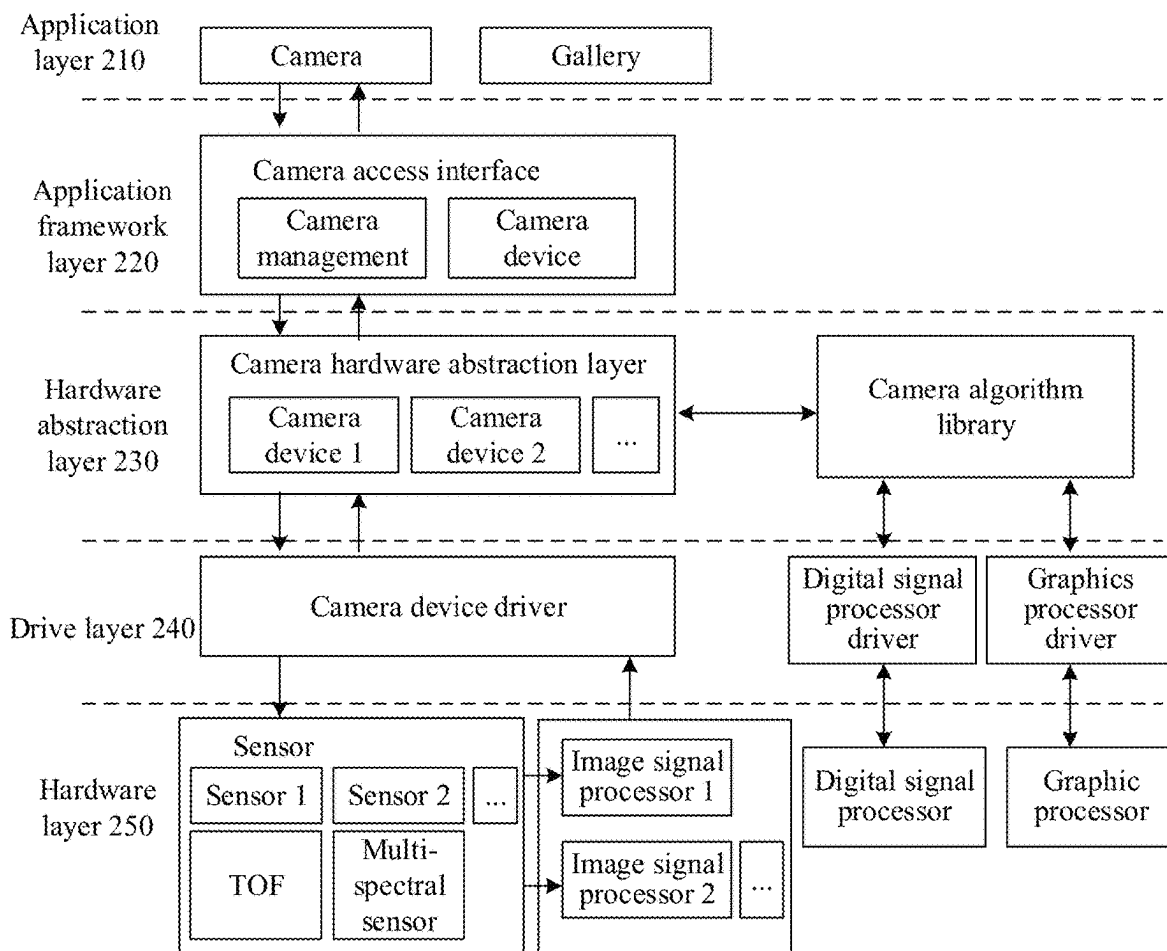 Application
layer 210
Camera
Gallery
Application
framework
layer 220
Camera access interface
Camera
management
Camera
device
Hardware
abstraction
layer 230
Camera hardware abstraction layer
Camera
device 1
Camera
device 2
...
Camera algorithm
library
Drive layer 240
Camera device driver
Digital signal
processor
driver
Graphics
processor
driver
Hardware
layer 250
Sensor
Sensor 1
Sensor 2
...
TOF
Multi-
spectral
sensor
Image signal
processor 1
Image signal
processor 2
...
Digital signal
processor
Graphic
processor